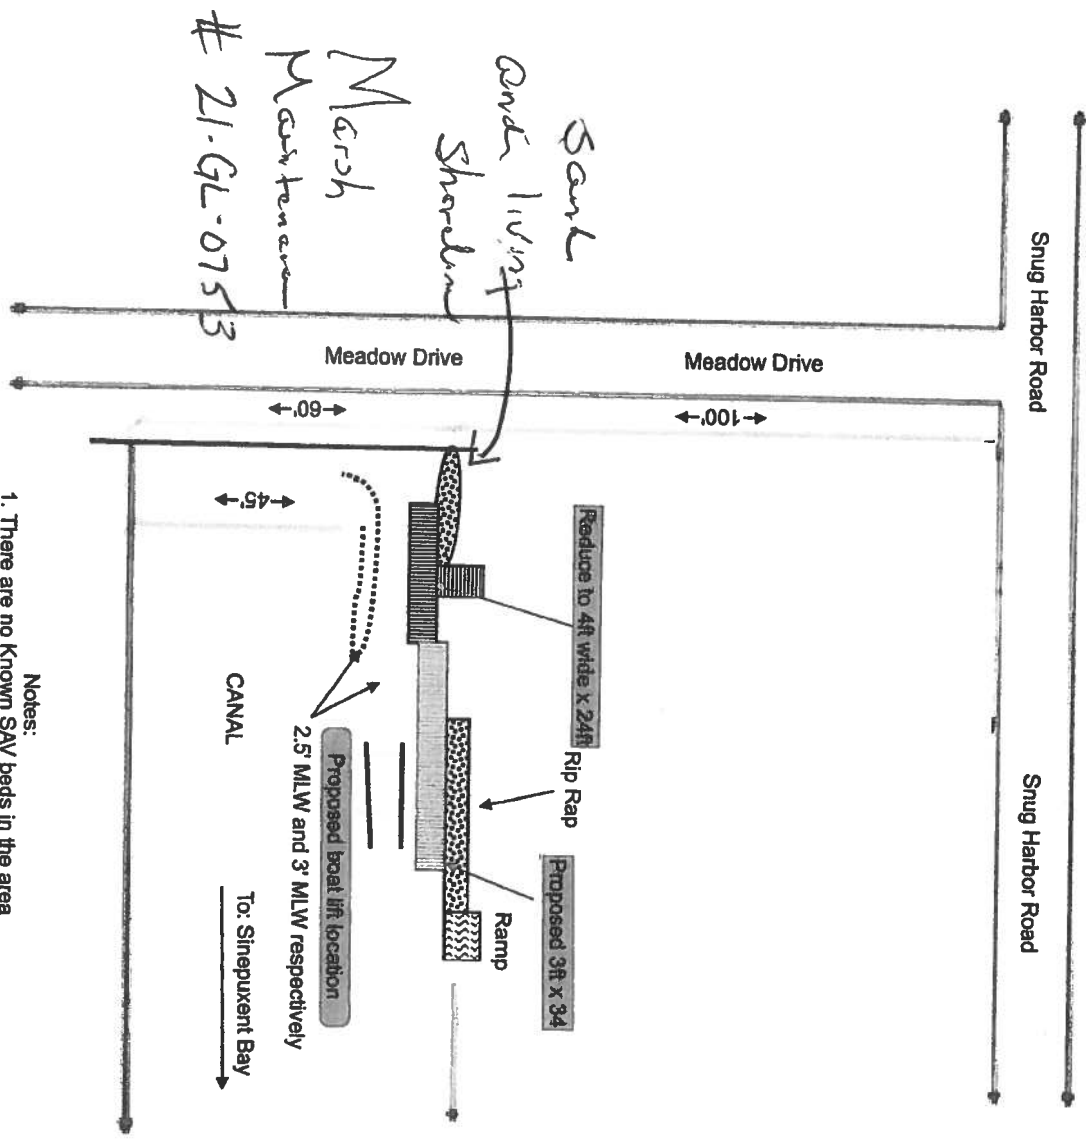 Snug Harbor Road
Snug Harbor Road
Meadow Drive
Meadow Drive
←60'→
←100'→
←45'→
Sand
and living
Shoreline
Marsh
Maintenance
# 21-GL-0753
Reduce to 4ft wide x 24ft
Rip Rap
Proposed 3ft x 34
Ramp
2.5' MLW and 3' MLW respectively
Proposed boat lift location
CANAL
To: Sinepuxent Bay
Notes:
1. There are no Known SAV beds in the area